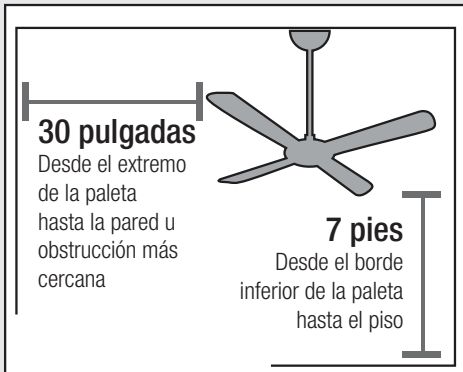 30 pulgadas
Desde el extremo
de la paleta
hasta la pared u
obstrucción más
cercana
7 pies
Desde el borde
inferior de la paleta
hasta el piso